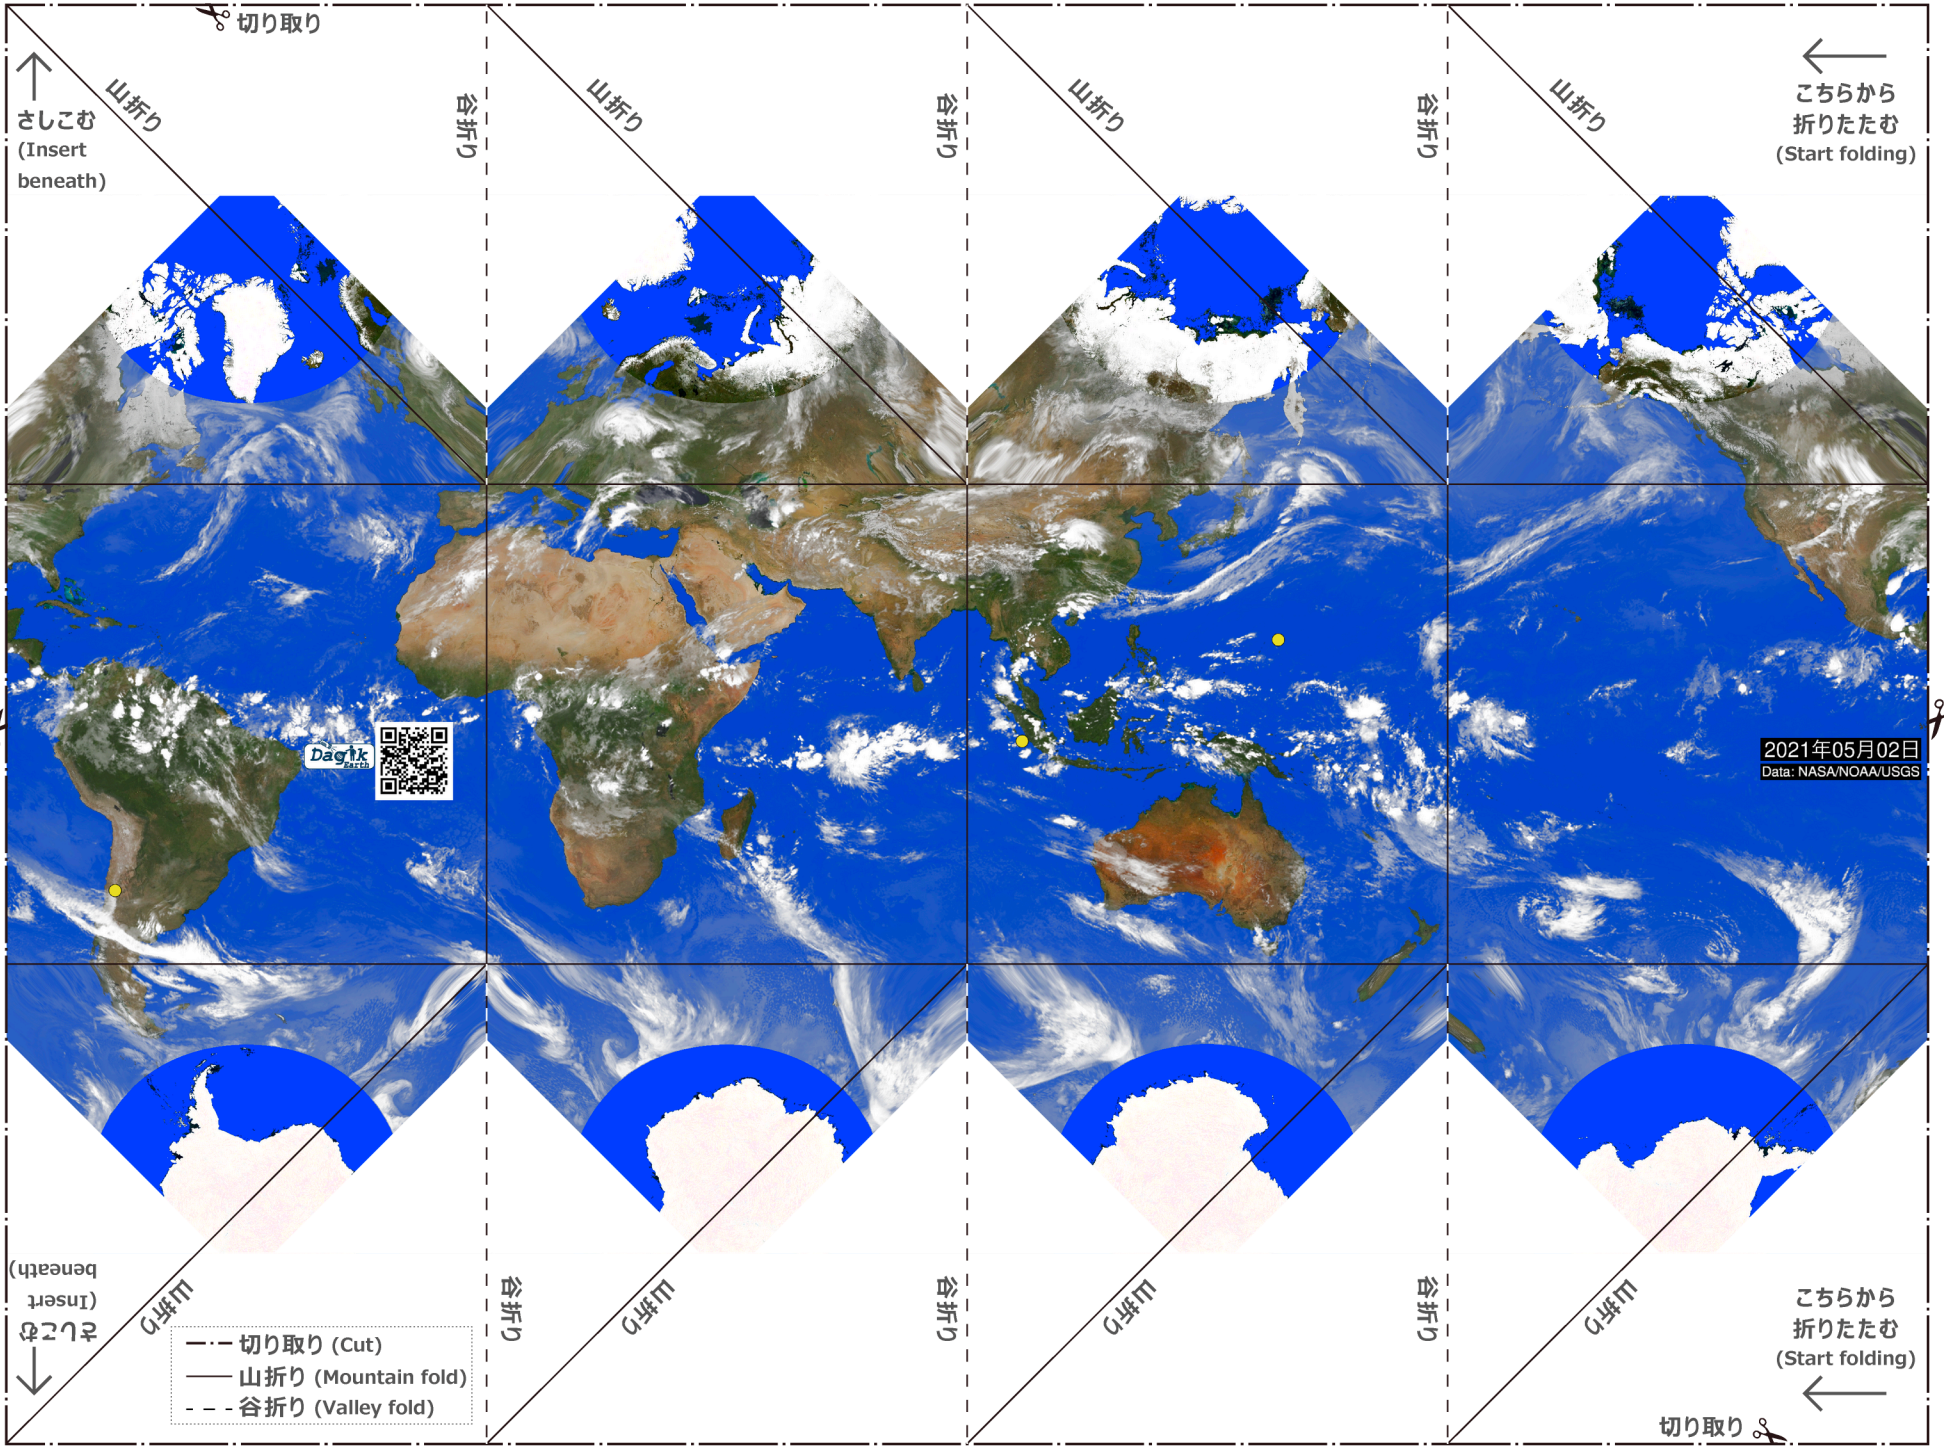 切り取り
さしこむ
(Insert
beneath)
山折り
谷折り
山折り
谷折り
山折り
谷折り
山折り
こちらから
折りたたむ
(Start folding)
Dagik
Earth
2021年05月02日
Data: NASA/NOAA/USGS
さしこむ
(Insert
beneath)
山折り
谷折り
山折り
谷折り
山折り
谷折り
山折り
こちらから
折りたたむ
(Start folding)
切り取り (Cut)
山折り (Mountain fold)
谷折り (Valley fold)
切り取り